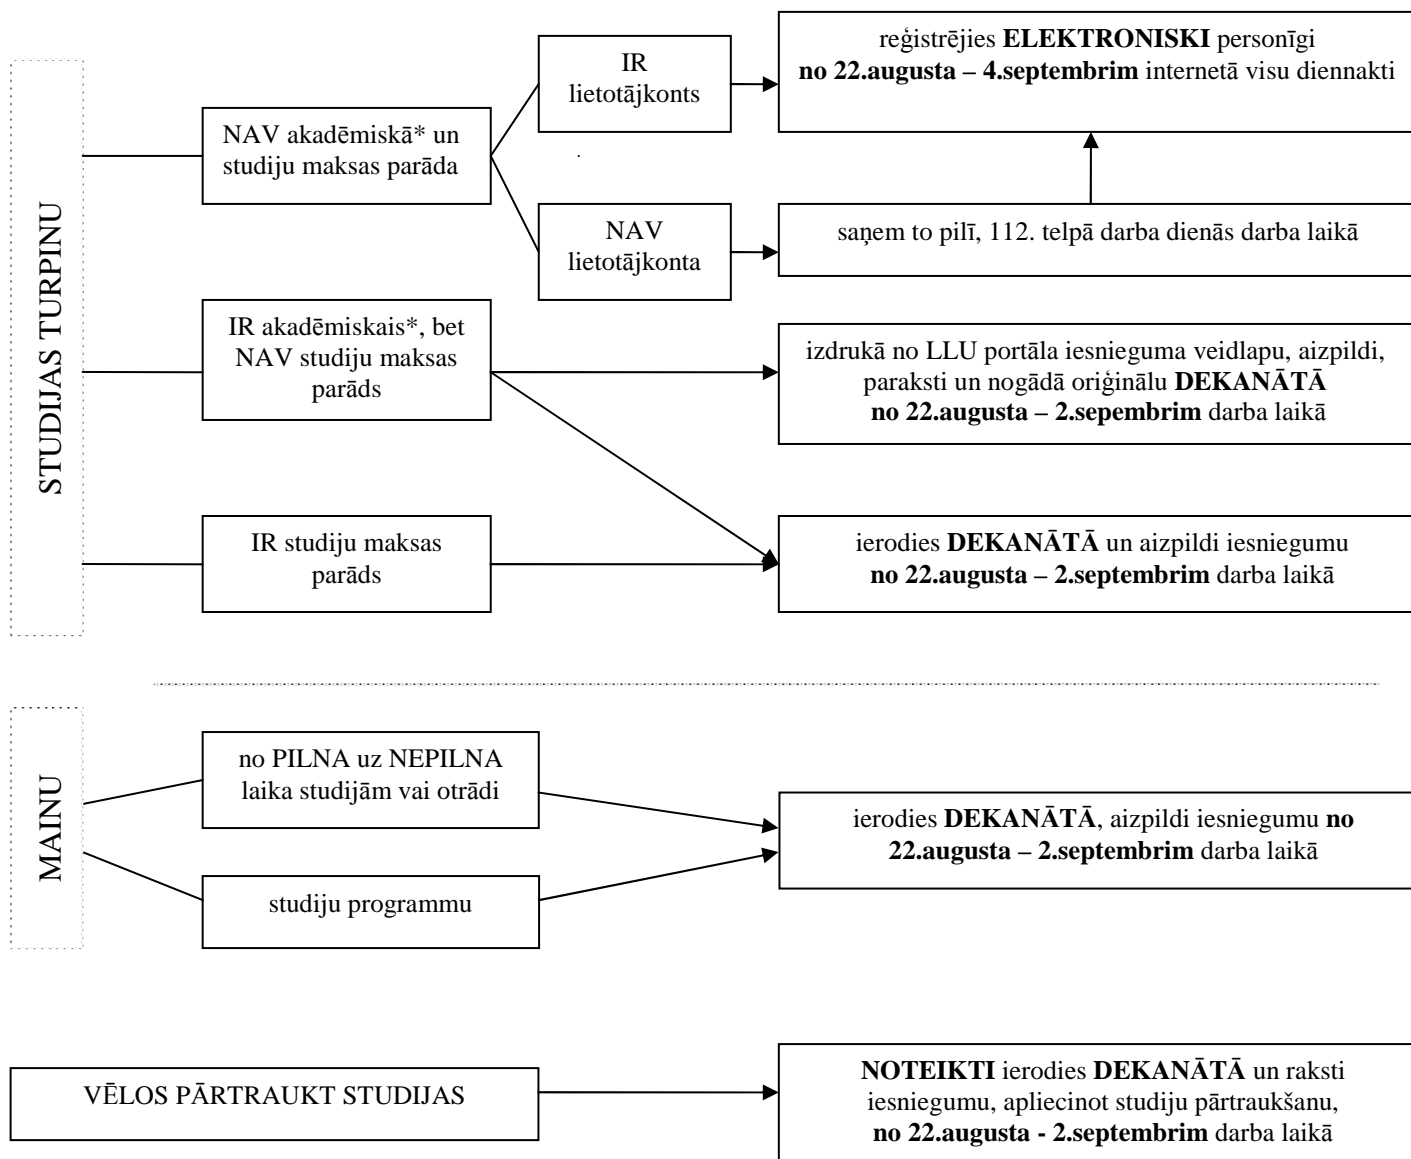 STUDIJAS TURPINU
NAV akadēmiskā* un
studiju maksas parāda
IR
lietotājkonts
reģistrējies ELEKTRONISKI personīgi
no 22.augusta – 4.septembrim internetā visu diennakti
NAV
lietotājkonta
saņem to pilī, 112. telpā darba dienās darba laikā
IR akadēmiskais*, bet
NAV studiju maksas
parāds
izdrukā no LLU portāla iesnieguma veidlapu, aizpildi,
paraksti un nogādā oriģinālu DEKANĀTĀ
no 22.augusta – 2.sepembrim darba laikā
IR studiju maksas
parāds
ierodies DEKANĀTĀ un aizpildi iesniegumu
no 22.augusta – 2.septembrim darba laikā
MAINU
no PILNA uz NEPILNA
laika studijām vai otrādi
studiju programmu
ierodies DEKANĀTĀ, aizpildi iesniegumu no
22.augusta – 2.septembrim darba laikā
VĒLOS PĀRTRAUKT STUDIJAS
NOTEIKTI ierodies DEKANĀTĀ un raksti
iesniegumu, apliecinot studiju pārtraukšanu,
no 22.augusta - 2.septembrim darba laikā